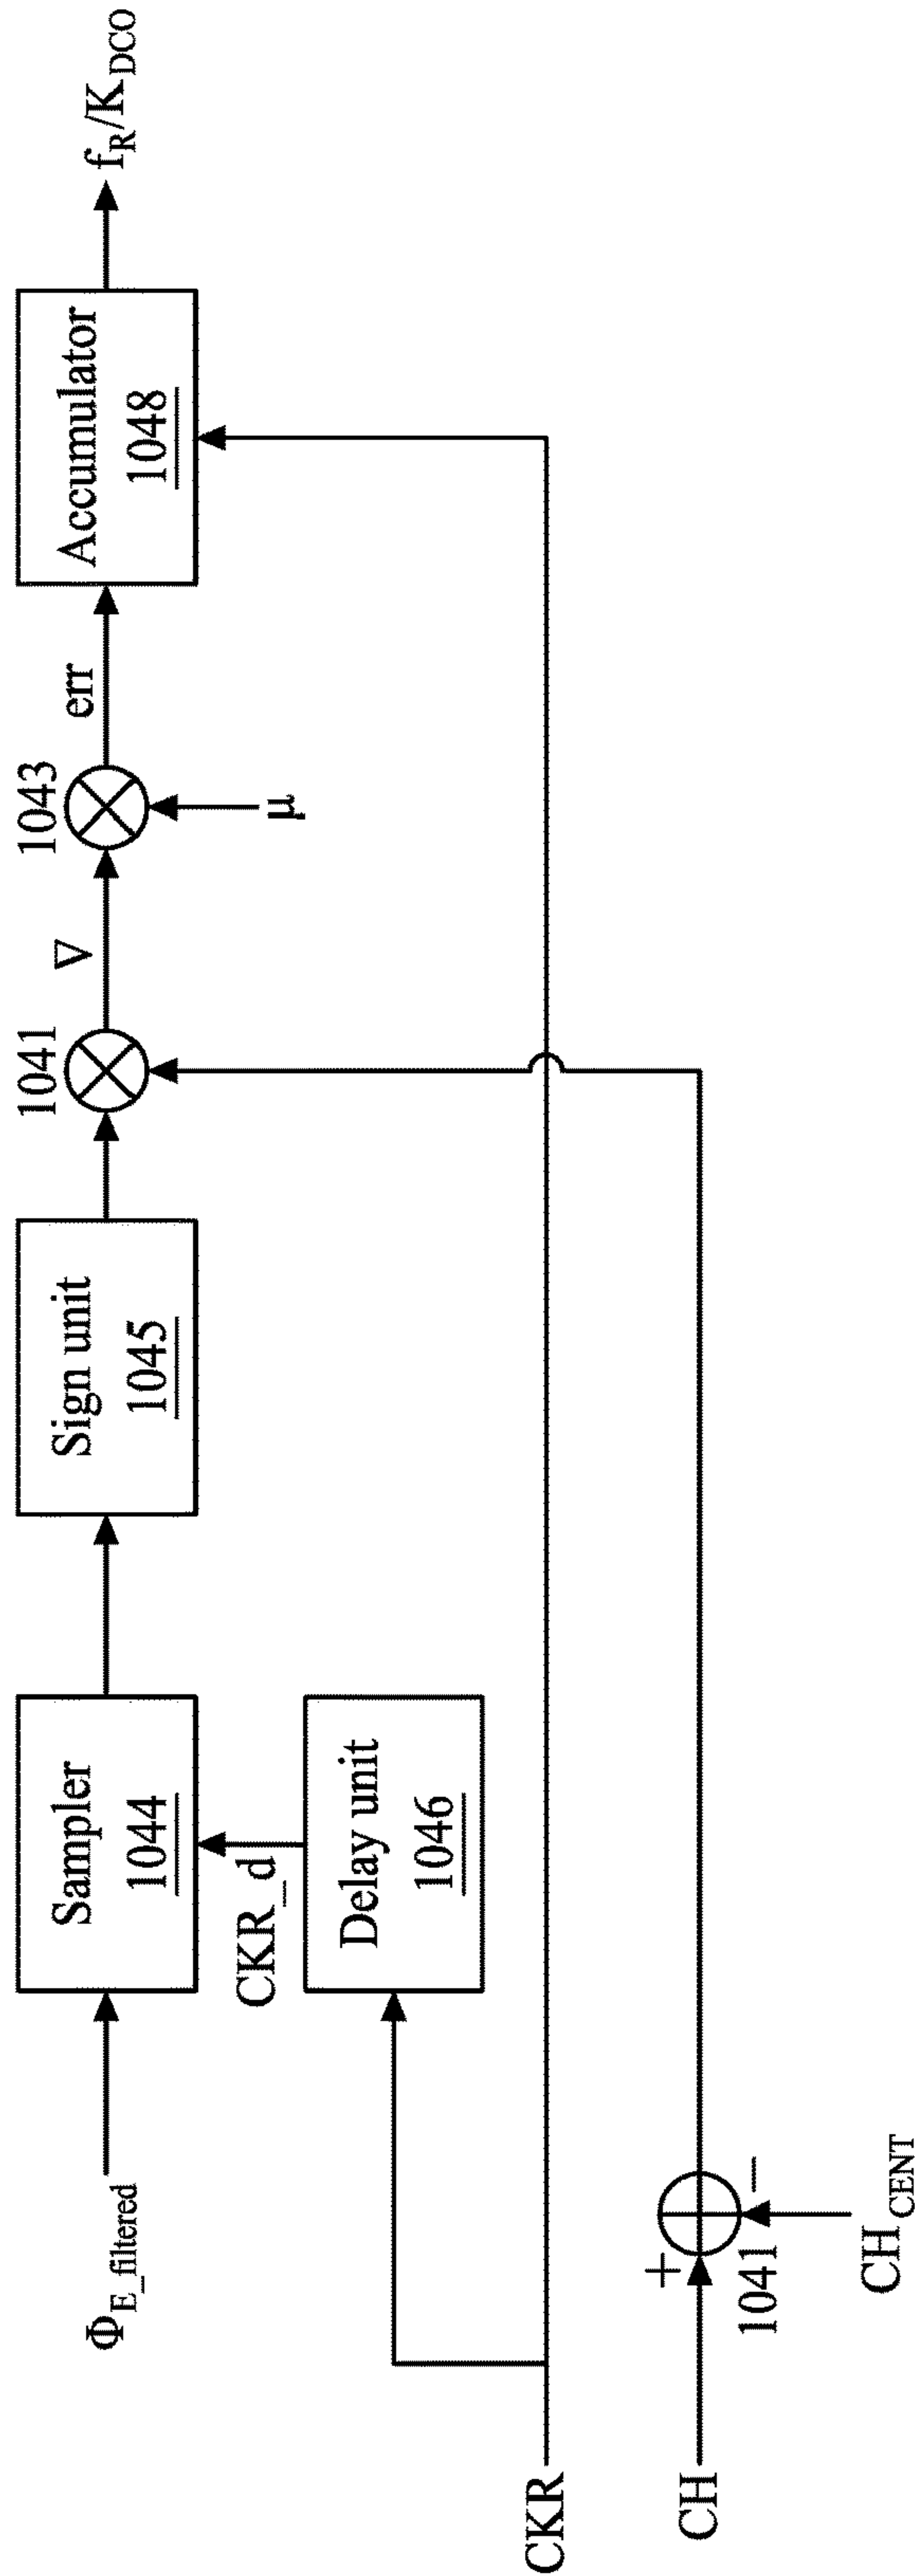 Φ_E_filtered
Sampler
1044
CKR_d
Delay unit
1046
Sign unit
1045
1041
∇
1043
μ
err
Accumulator
1048
f_R/K_DCO
CKR
CH
+
1041
−
CH_CENT